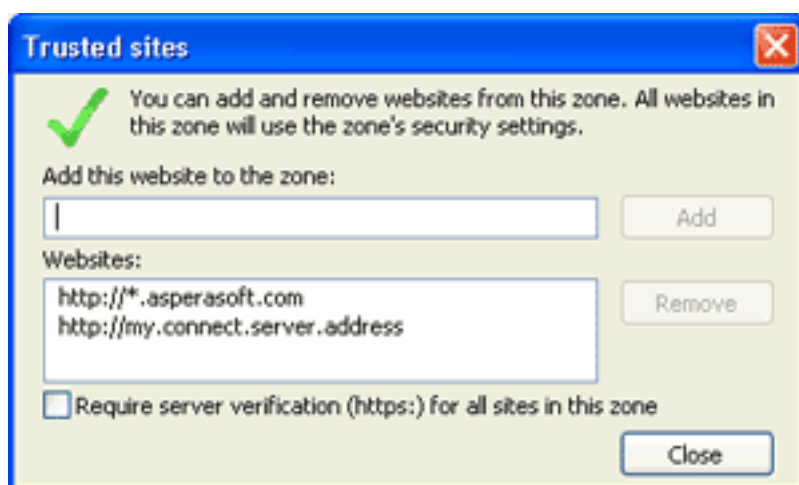 Trusted sites
You can add and remove websites from this zone. All websites in
this zone will use the zone's security settings.
Add this website to the zone:
Add
Websites:
http://*.asperasoft.com
http://my.connect.server.address
Remove
Require server verification (https:) for all sites in this zone
Close